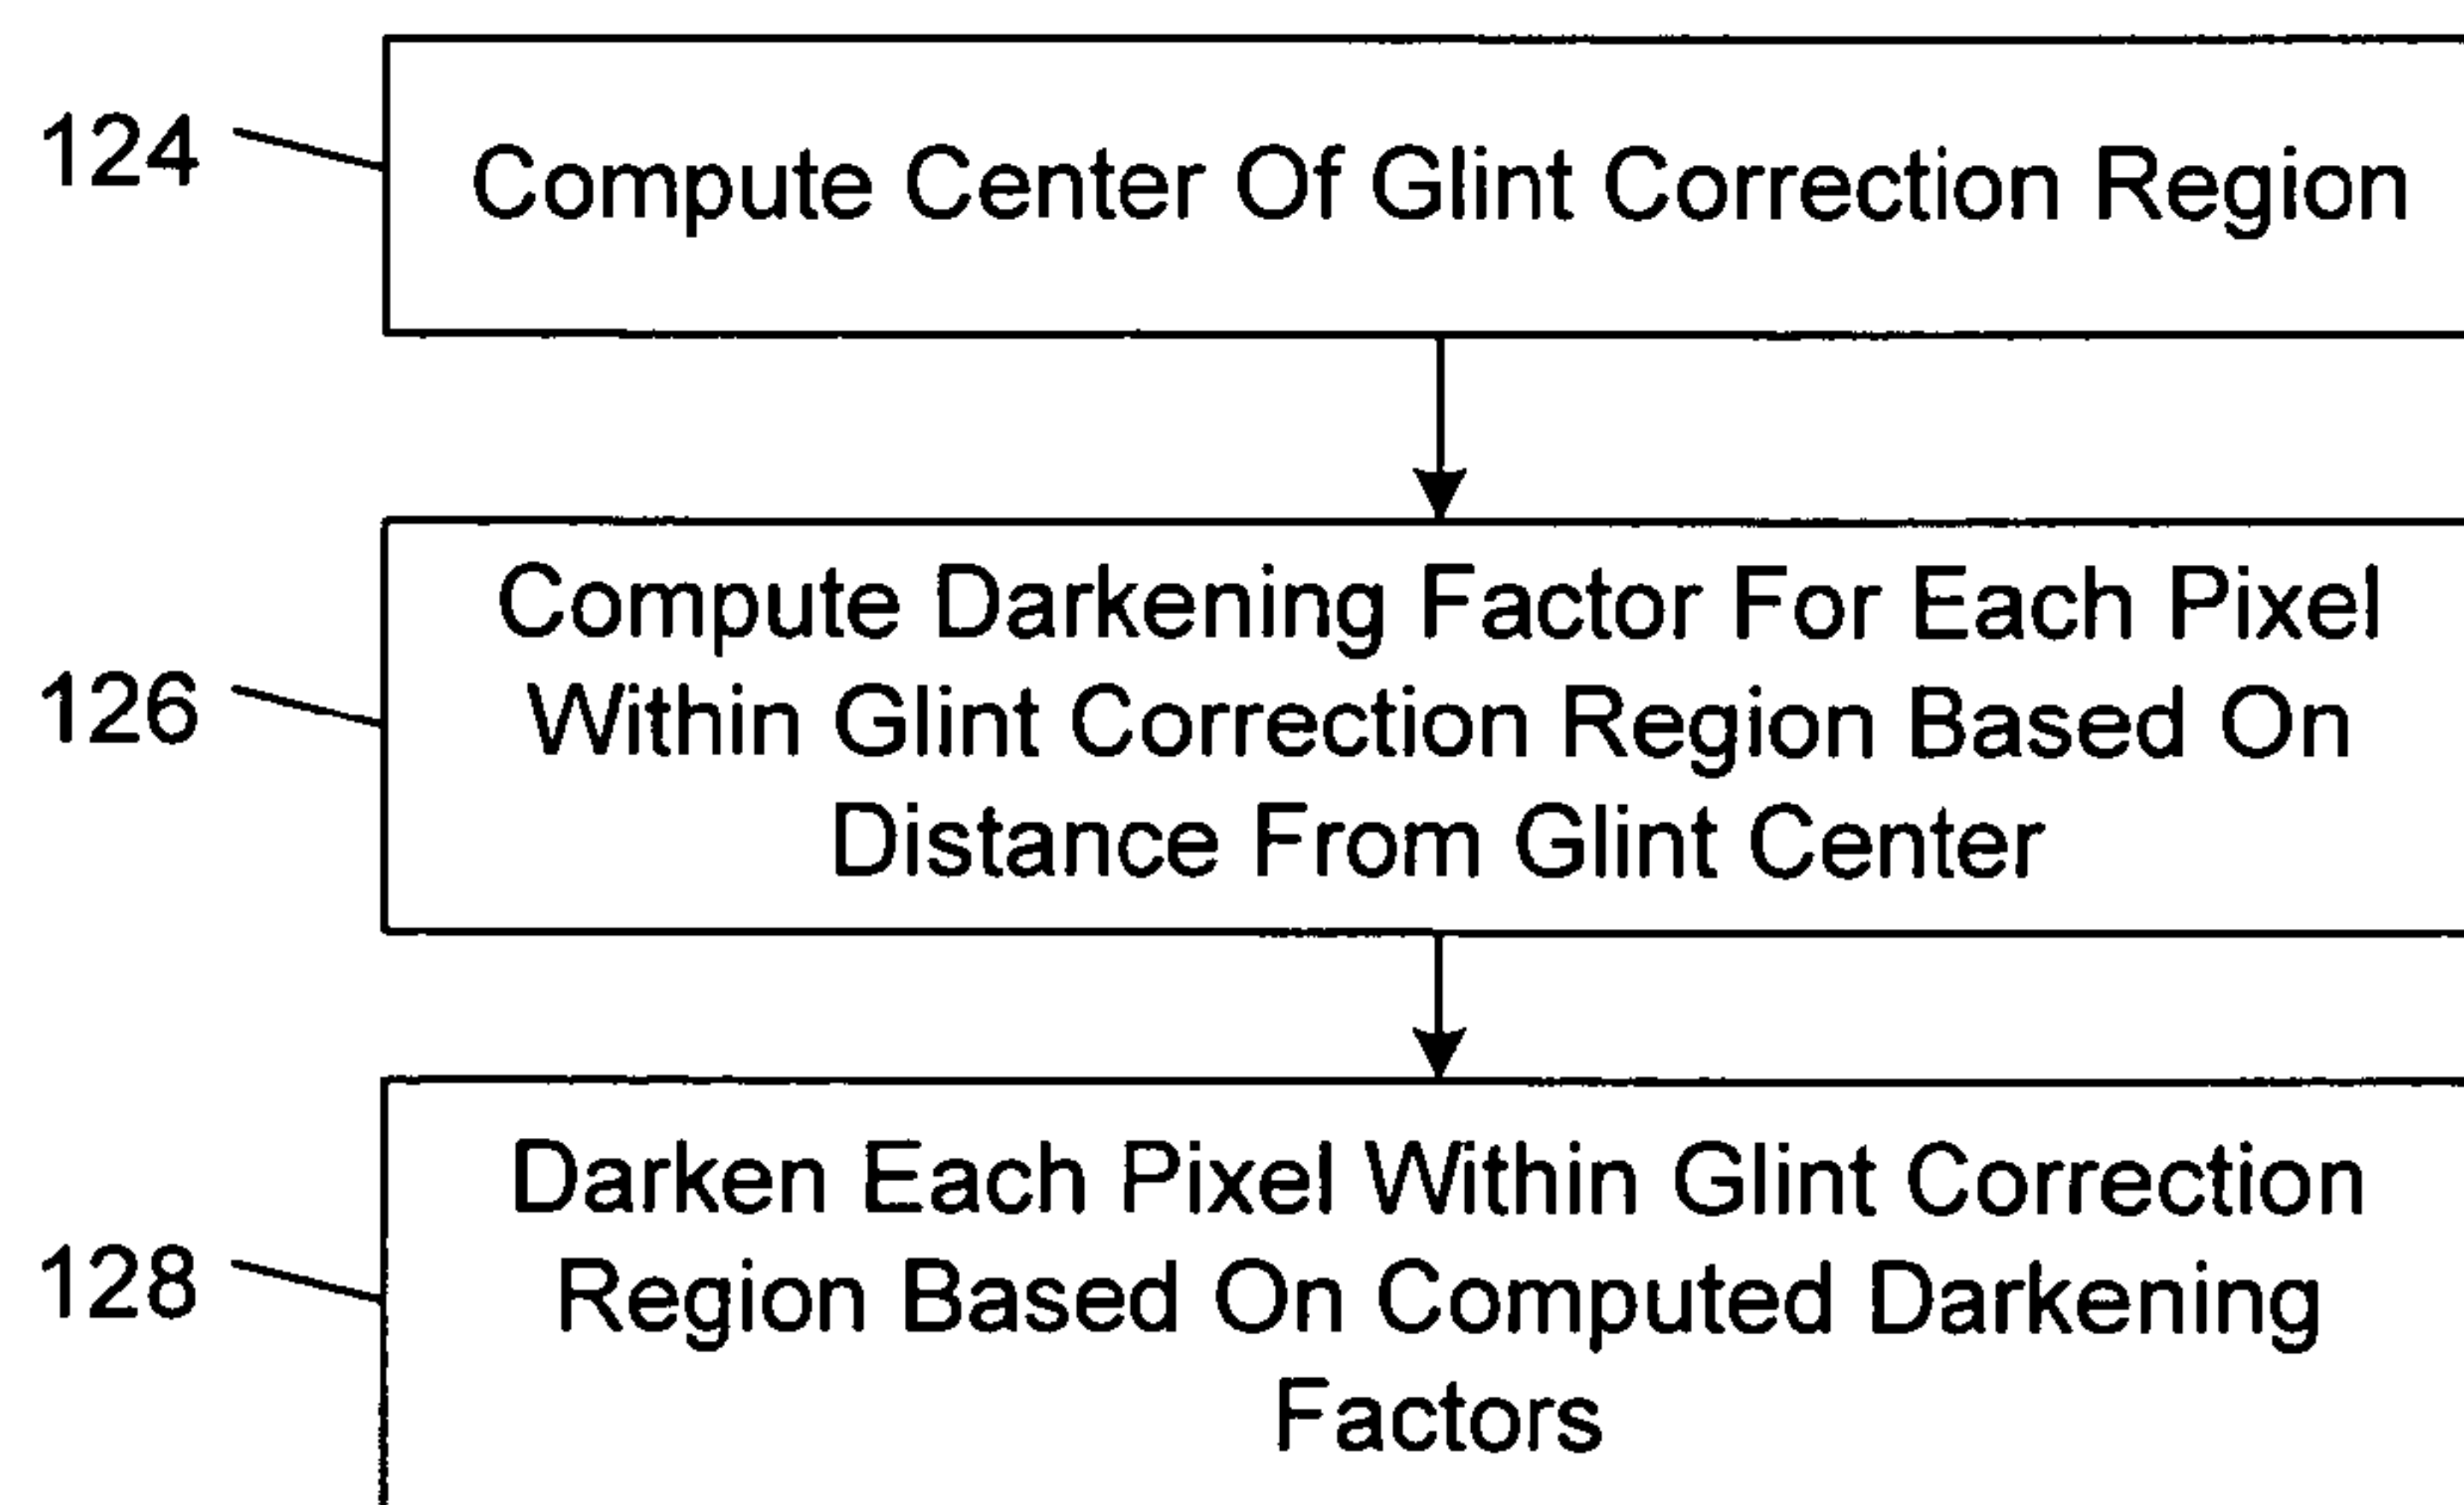 124
Compute Center Of Glint Correction Region
126
Compute Darkening Factor For Each Pixel
Within Glint Correction Region Based On
Distance From Glint Center
128
Darken Each Pixel Within Glint Correction
Region Based On Computed Darkening
Factors